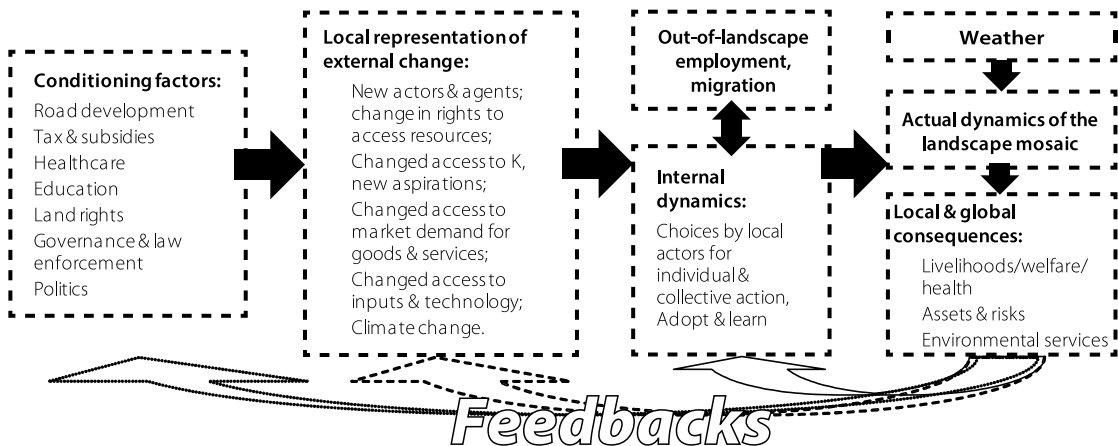 Conditioning factors:
Road development
Tax & subsidies
Healthcare
Education
Land rights
Governance & law
enforcement
Politics
Local representation of
external change:
New actors & agents;
change in rights to
access resources;
Changed access to K,
new aspirations;
Changed access to
market demand for
goods & services;
Changed access to
inputs & technology;
Climate change.
Out-of-landscape
employment,
migration
Internal
dynamics:
Choices by local
actors for
individual &
collective action,
Adopt & learn
Weather
Actual dynamics of the
landscape mosaic
Local & global
consequences:
Livelihoods/welfare/
health
Assets & risks
Environmental services
Feedbacks